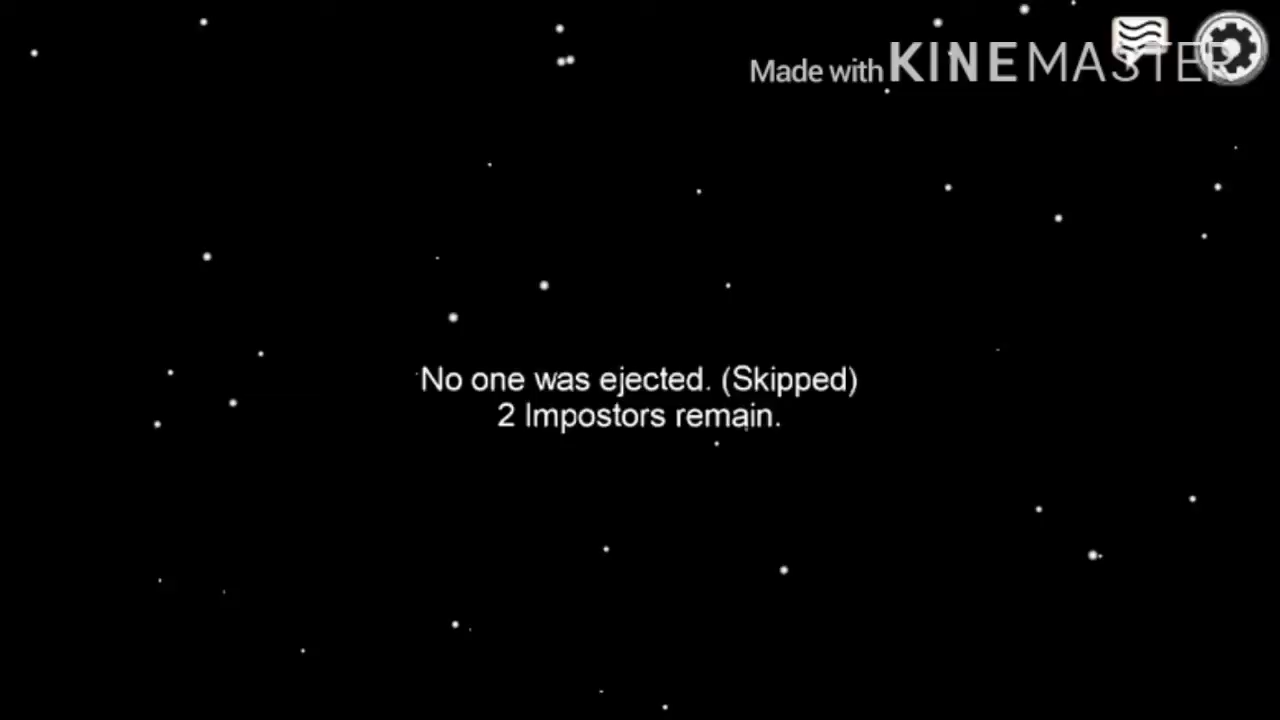 Made with KINEMASTER
No one was ejected. (Skipped)
2 Impostors remain.